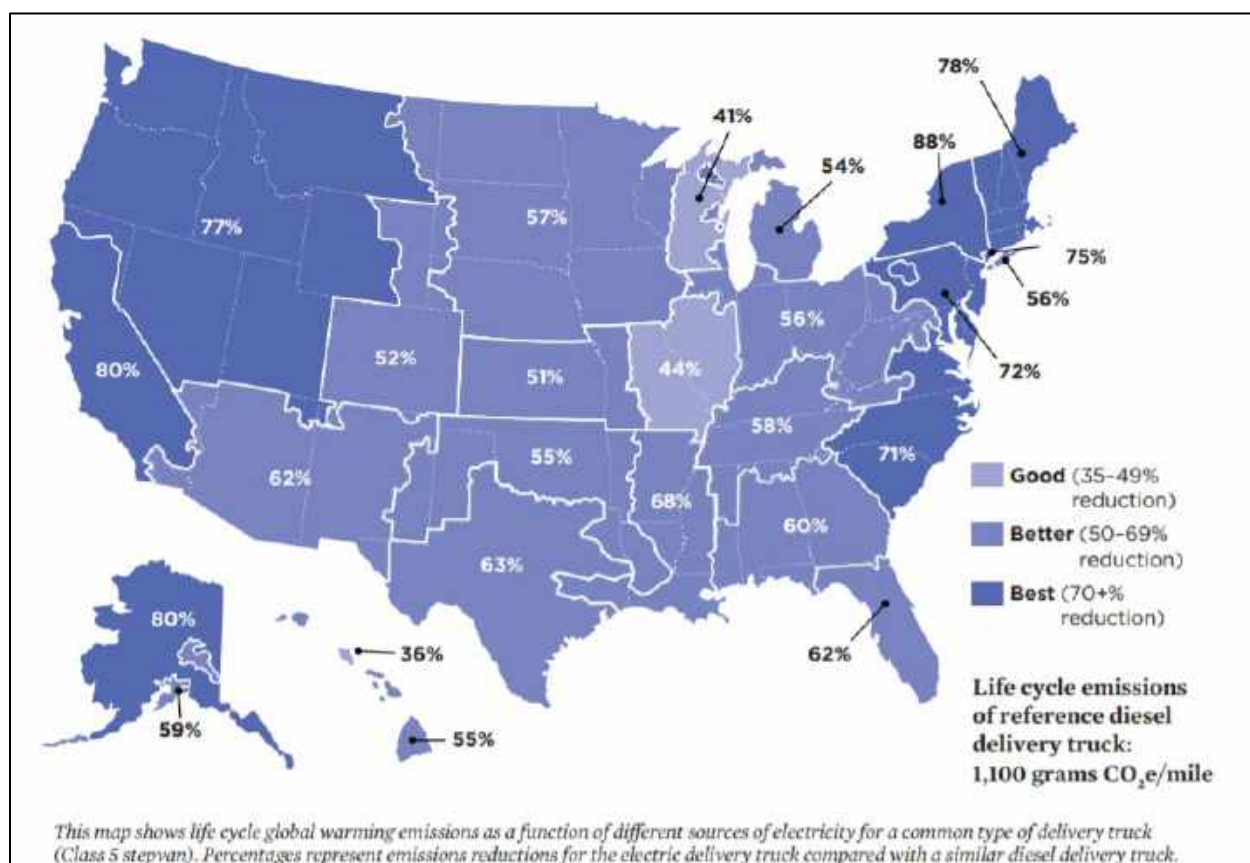 78%
41%
88%
54%
77%
57%
75%
56%
56%
52%
80%
51%
44%
72%
58%
71%
55%
62%
68%
60%
63%
Good (35–49%
reduction)
Better (50–69%
reduction)
Best (70+%
reduction)
80%
36%
62%
59%
55%
Life cycle emissions
of reference diesel
delivery truck:
1,100 grams CO₂e/mile
This map shows life cycle global warming emissions as a function of different sources of electricity for a common type of delivery truck
(Class 5 stepvan). Percentages represent emissions reductions for the electric delivery truck compared with a similar diesel delivery truck.